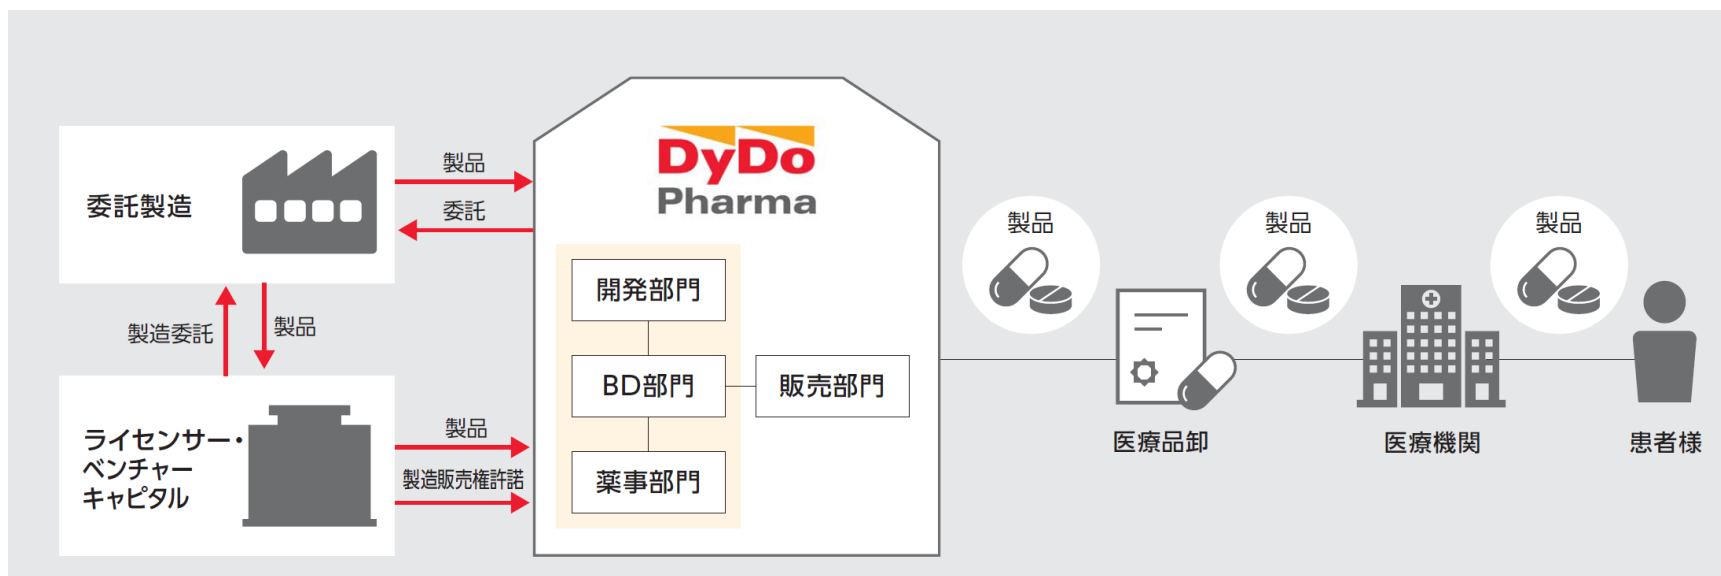 委託製造
製品
委託
製造委託
製品
ライセンサー・
ベンチャー
キャピタル
製品
製造販売権許諾
DyDo
Pharma
開発部門
BD部門
販売部門
薬事部門
製品
製品
製品
医療品卸
医療機関
患者様